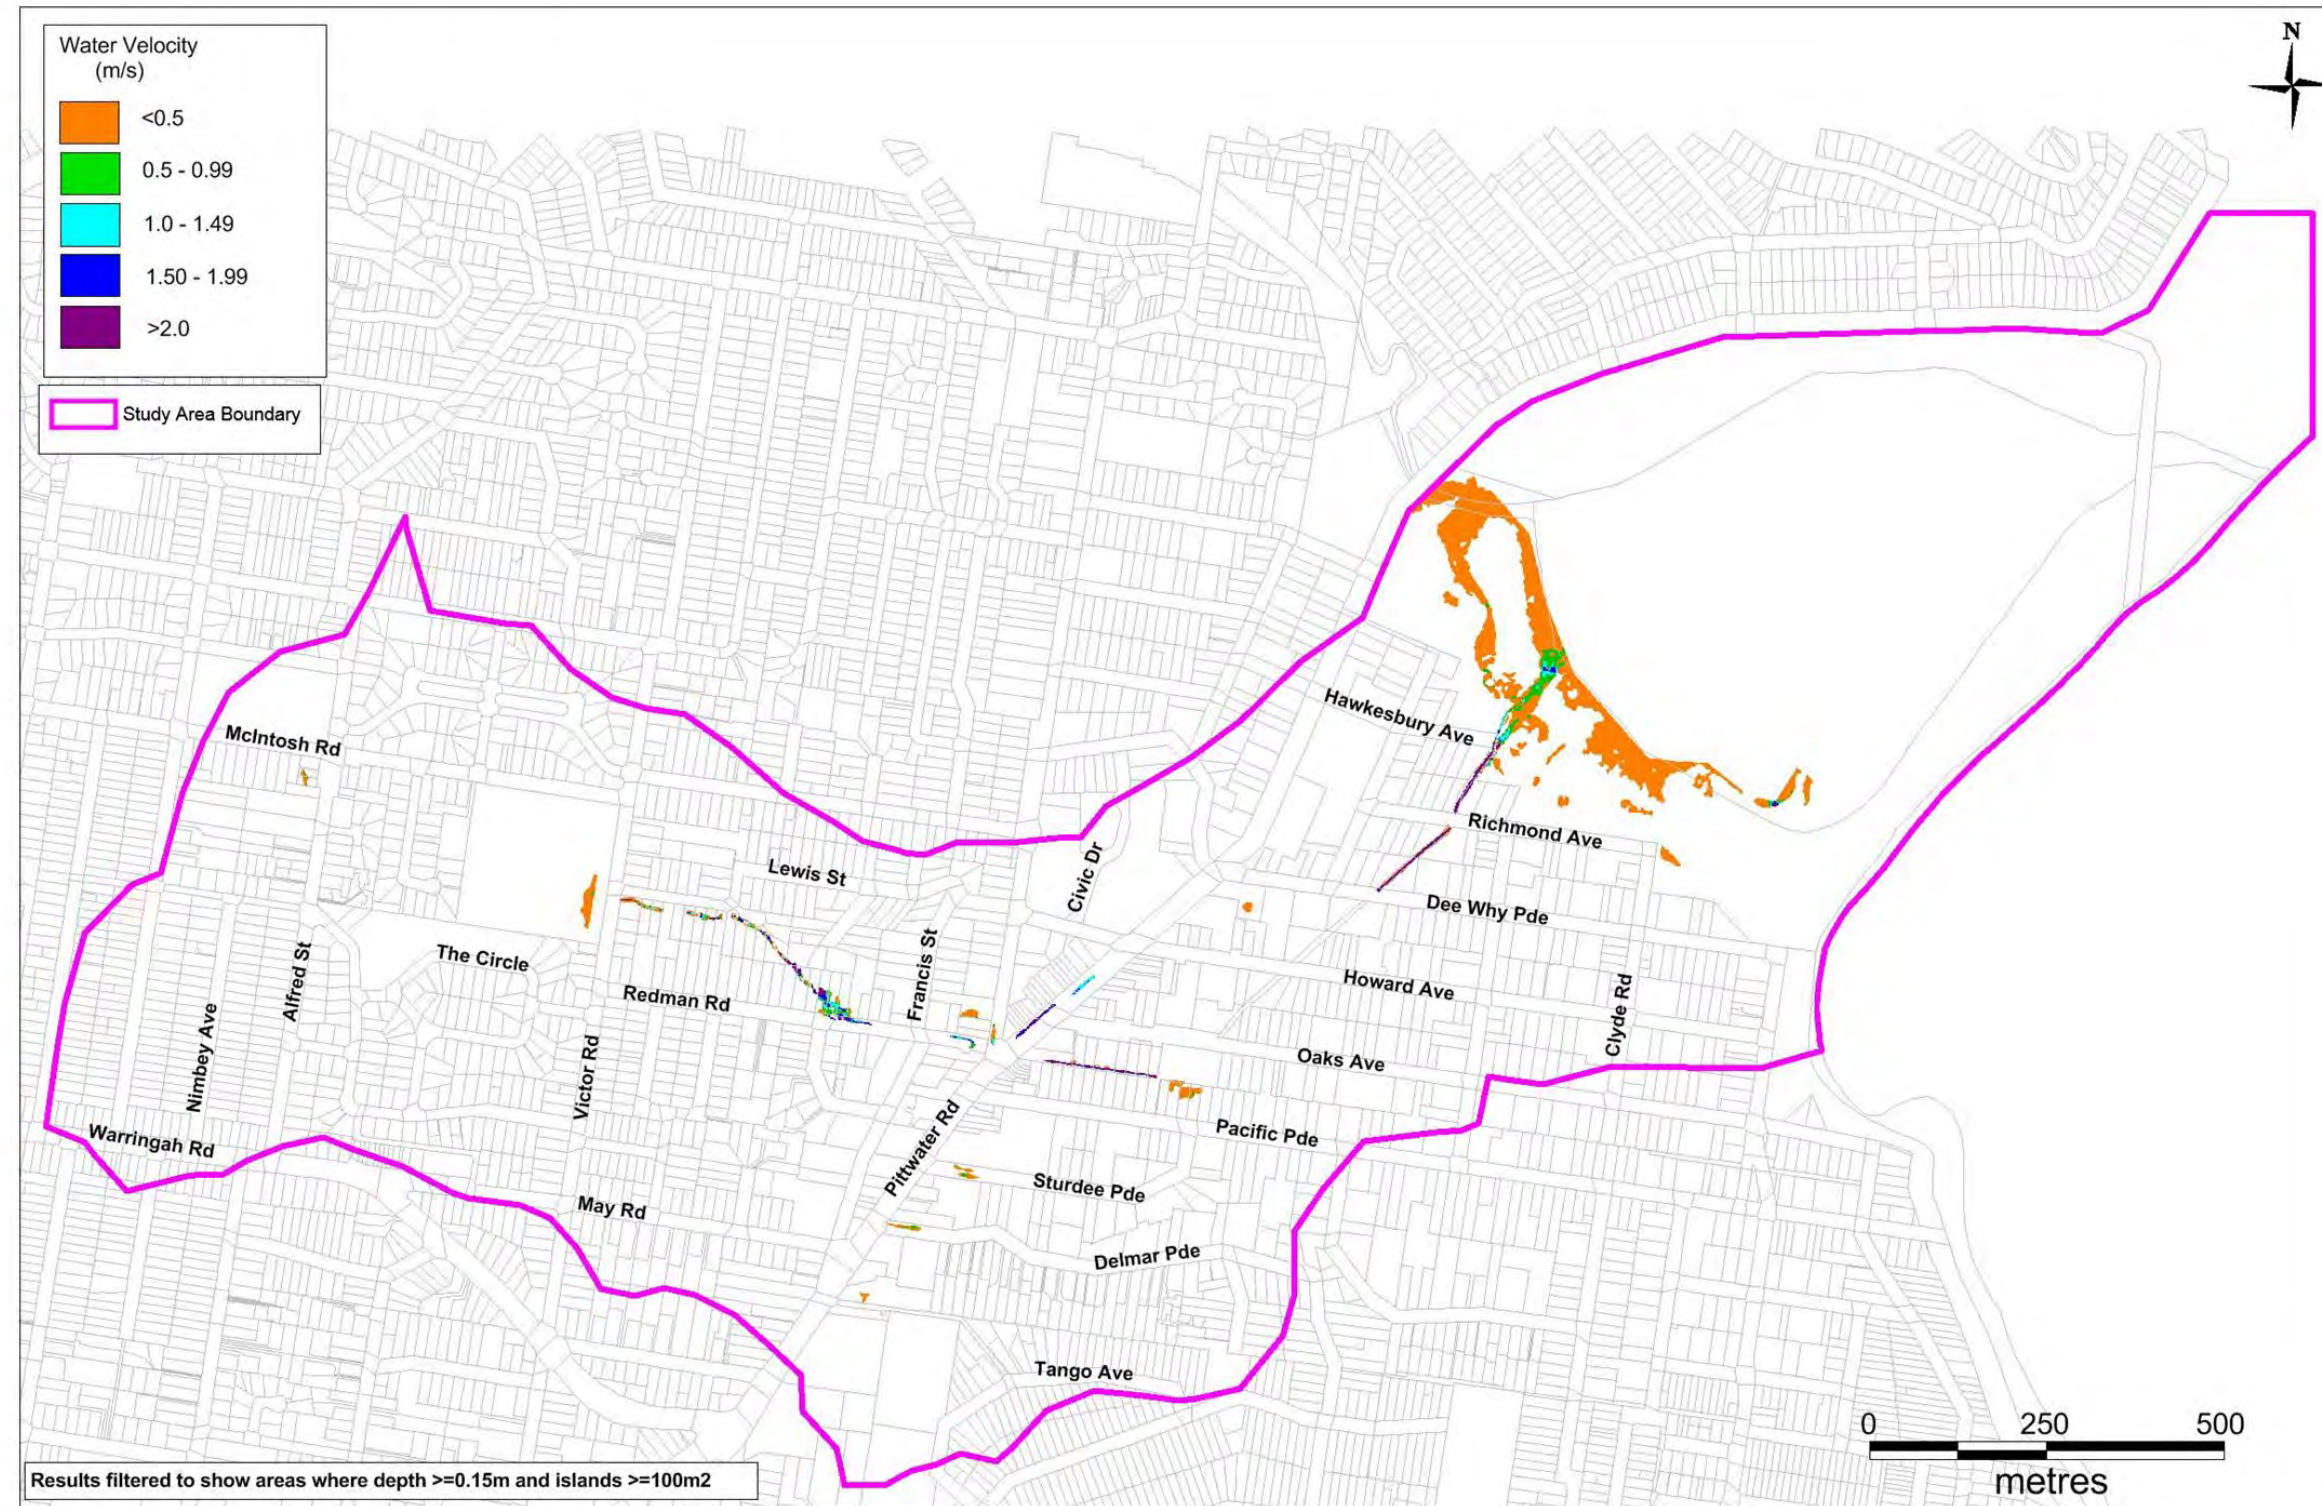 Water Velocity
(m/s)
<0.5
0.5 - 0.99
1.0 - 1.49
1.50 - 1.99
>2.0
Study Area Boundary
N
Hawkesbury Ave
McIntosh Rd
Richmond Ave
Lewis St
Civic Dr
Dee Why Pde
The Circle
Alfred St
Francis St
Howard Ave
Redman Rd
Clyde Rd
Nimbey Ave
Victor Rd
Oaks Ave
Warringah Rd
Pittwater Rd
Pacific Pde
Sturdee Pde
May Rd
Delmar Pde
Tango Ave
0 250 500
metres
Results filtered to show areas where depth >=0.15m and islands >=100m2